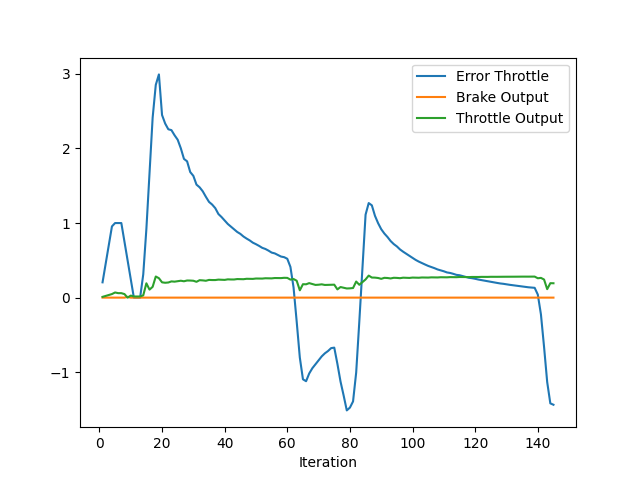 Error Throttle
Brake Output
Throttle Output
3
2
1
0
−1
0 20 40 60 80 100 120 140
Iteration